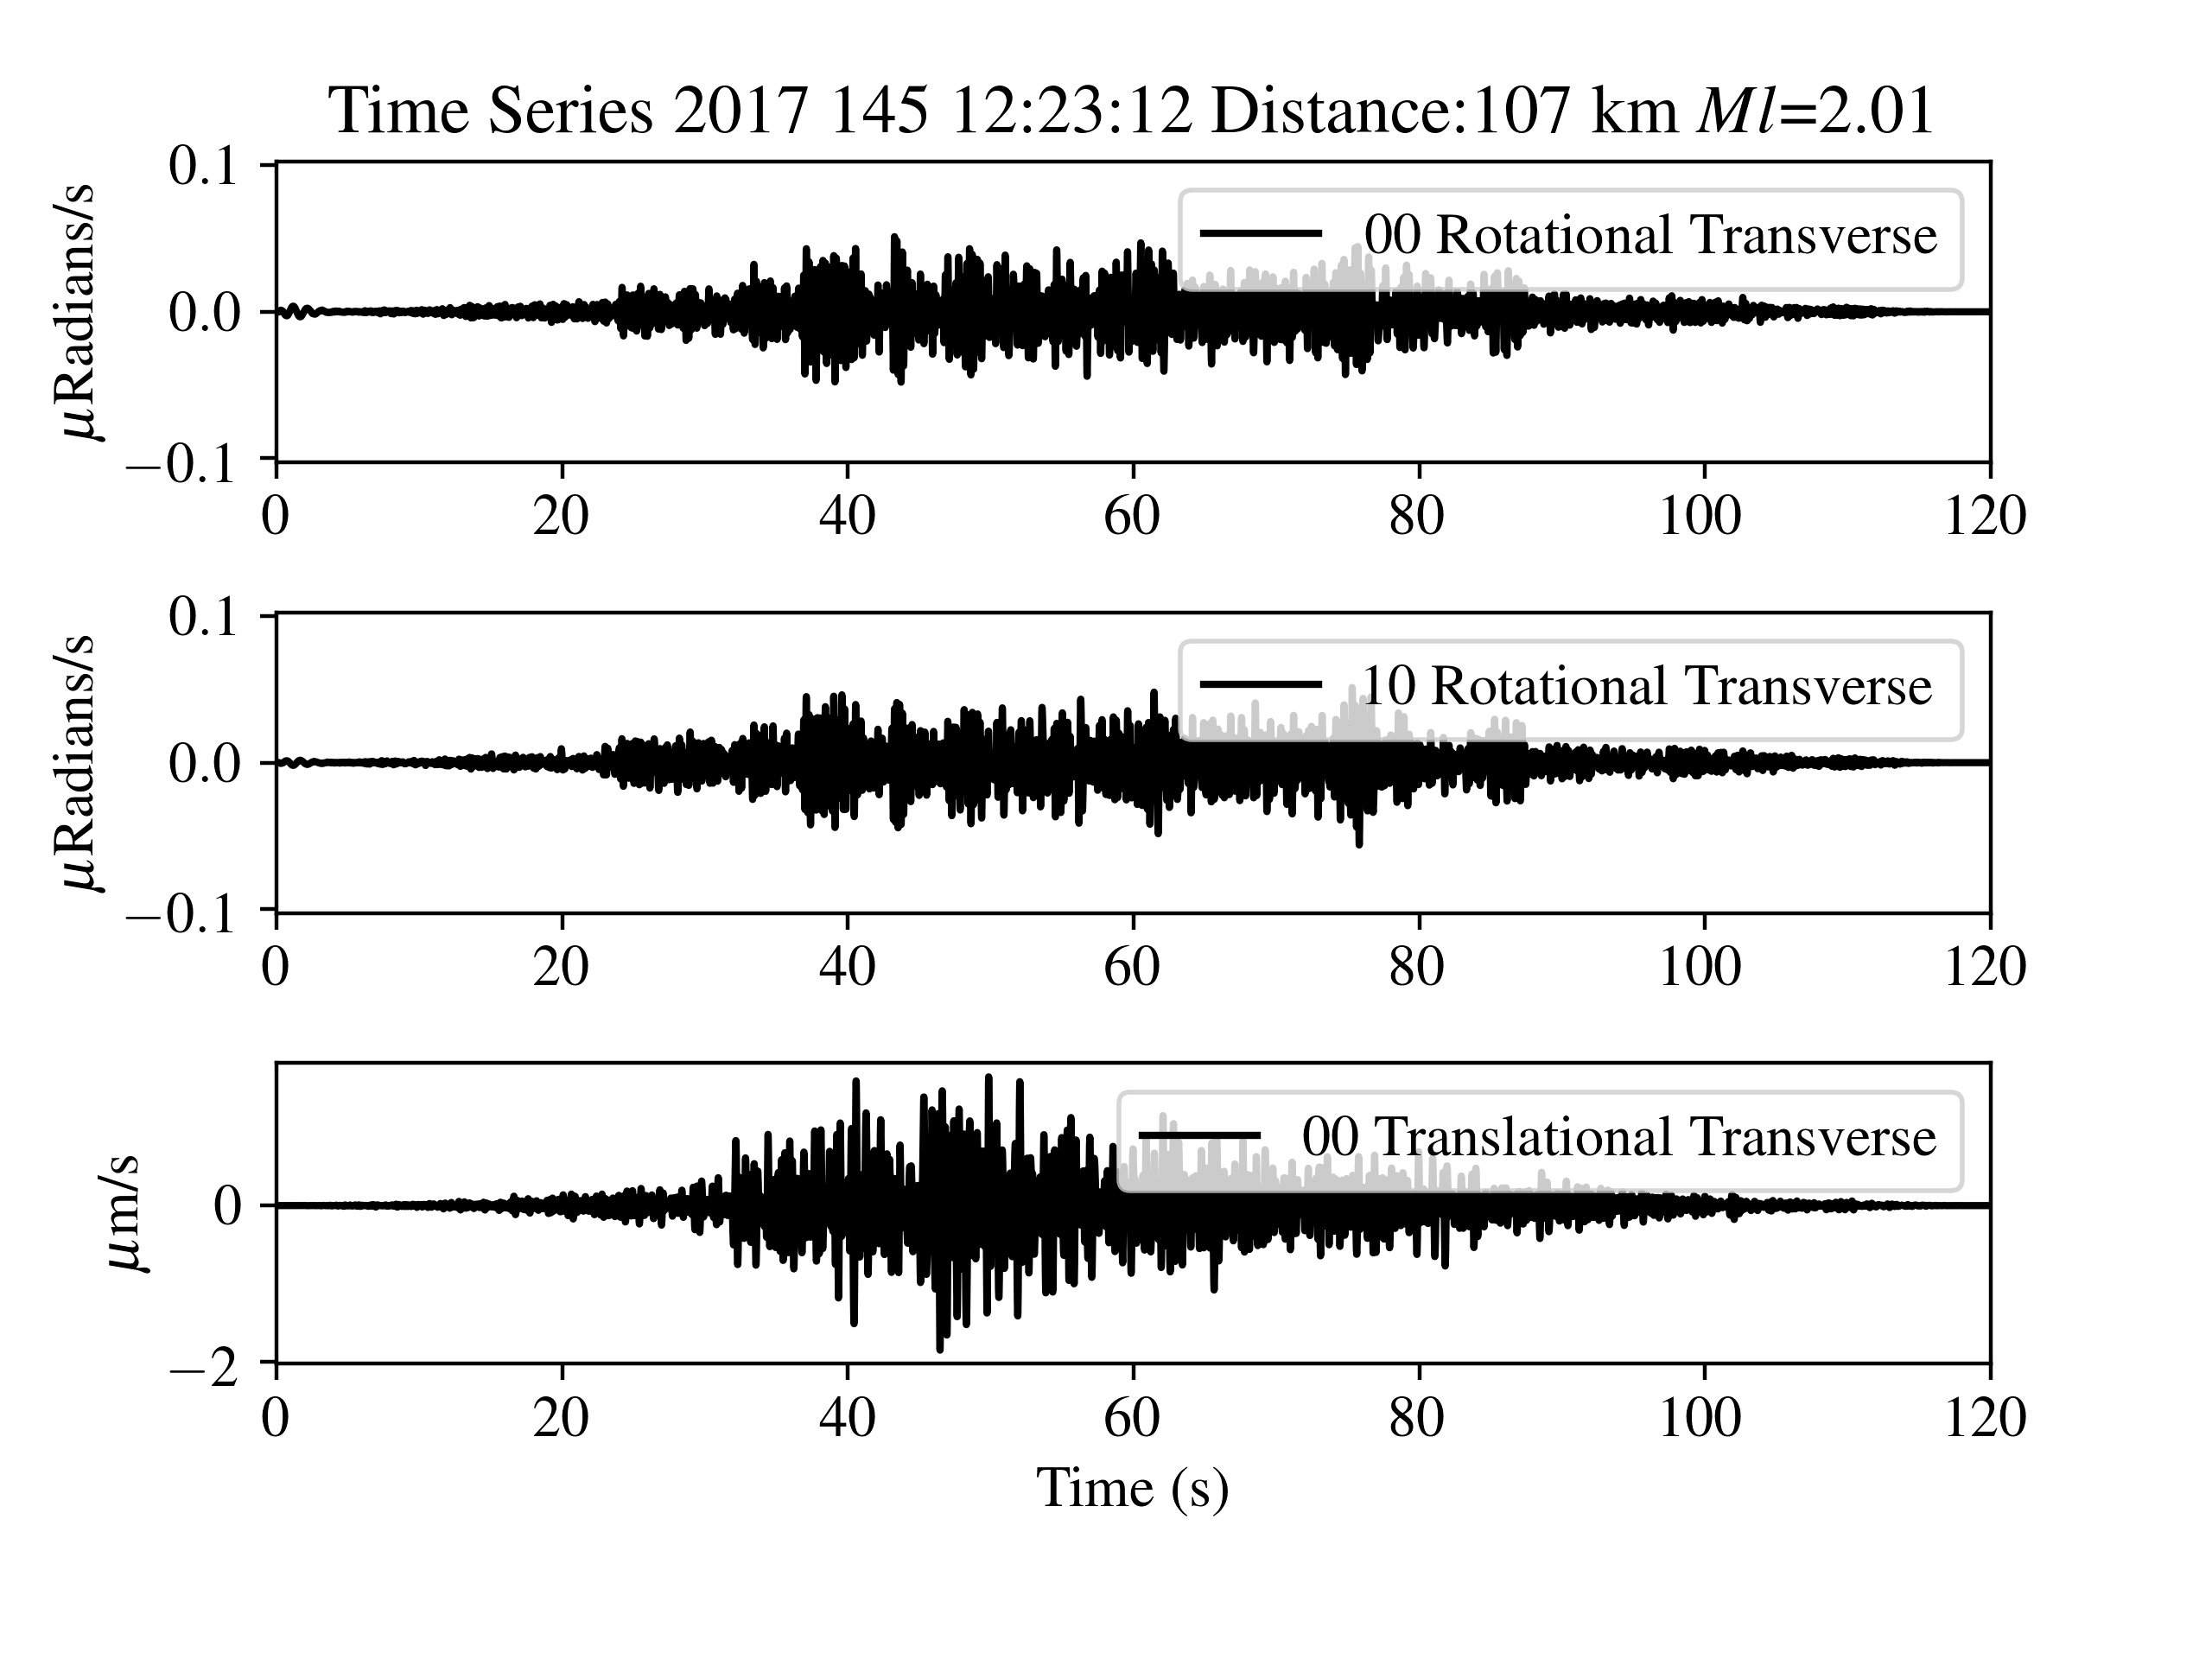 Time Series 2017 145 12:23:12 Distance:107 km Ml=2.01
0.1
0.0
−0.1
μRadians/s
00 Rotational Transverse
0 20 40 60 80 100 120
0.1
0.0
−0.1
μRadians/s
10 Rotational Transverse
0 20 40 60 80 100 120
0
−2
μm/s
00 Translational Transverse
0 20 40 60 80 100 120
Time (s)